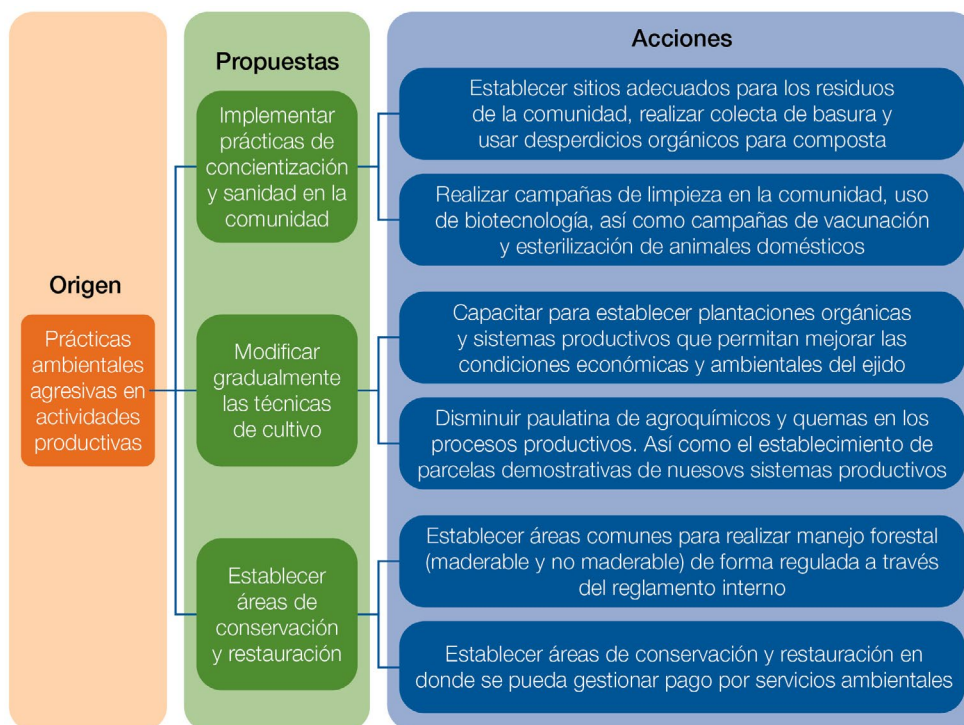 Origen
Prácticas
ambientales
agresivas en
actividades
productivas
Propuestas
Implementar
prácticas de
concientización
y sanidad en la
comunidad
Modificar
gradualmente
las técnicas
de cultivo
Establecer
áreas de
conservación
y restauración
Acciones
Establecer sitios adecuados para los residuos
de la comunidad, realizar colecta de basura y
usar desperdicios orgánicos para composta
Realizar campañas de limpieza en la comunidad, uso
de biotecnología, así como campañas de vacunación
y esterilización de animales domésticos
Capacitar para establecer plantaciones orgánicas
y sistemas productivos que permitan mejorar las
condiciones económicas y ambientales del ejido
Disminuir paulatina de agroquímicos y quemas en los
procesos productivos. Así como el establecimiento de
parcelas demostrativas de nuesovs sistemas productivos
Establecer áreas comunes para realizar manejo forestal
(maderable y no maderable) de forma regulada a través
del reglamento interno
Establecer áreas de conservación y restauración en
donde se pueda gestionar pago por servicios ambientales